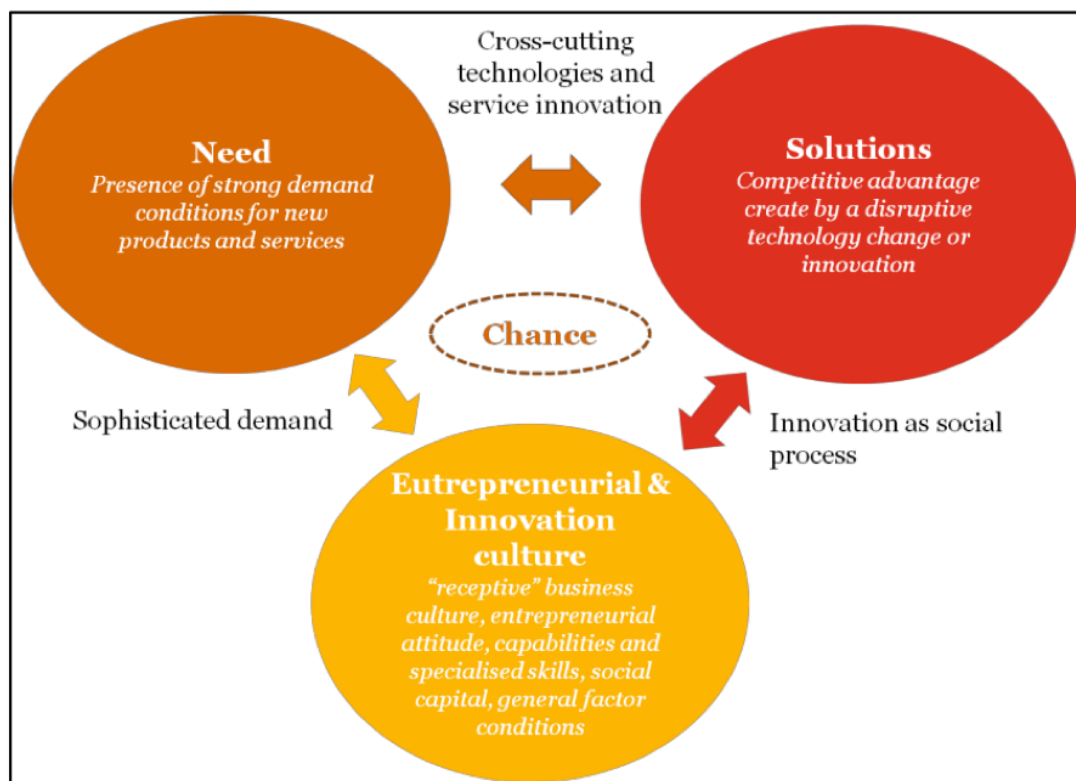 Cross-cutting
technologies and
service innovation
Need
Presence of strong demand
conditions for new
products and services
Solutions
Competitive advantage
create by a disruptive
technology change or
innovation
Chance
Sophisticated demand
Innovation as social
process
Eutrepreneurial &
Innovation
culture
“receptive” business
culture, entrepreneurial
attitude, capabilities and
specialised skills, social
capital, general factor
conditions